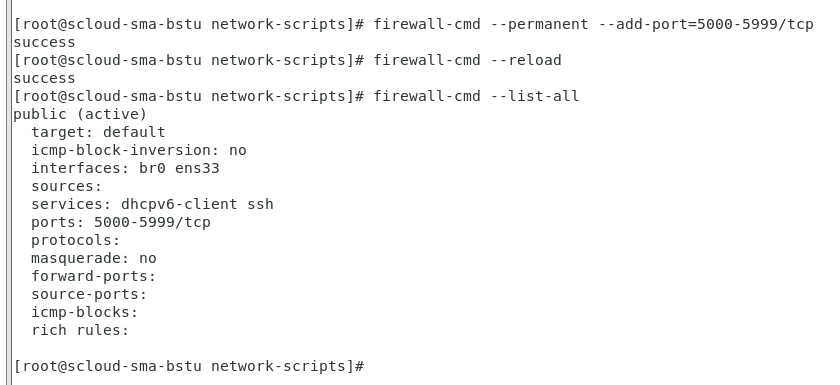 [root@scloud-sma-bstu network-scripts]# firewall-cmd --permanent --add-port=5000-5999/tcp
success
[root@scloud-sma-bstu network-scripts]# firewall-cmd --reload
success
[root@scloud-sma-bstu network-scripts]# firewall-cmd --list-all
public (active)
  target: default
  icmp-block-inversion: no
  interfaces: br0 ens33
  sources:
  services: dhcpv6-client ssh
  ports: 5000-5999/tcp
  protocols:
  masquerade: no
  forward-ports:
  source-ports:
  icmp-blocks:
  rich rules:
[root@scloud-sma-bstu network-scripts]#